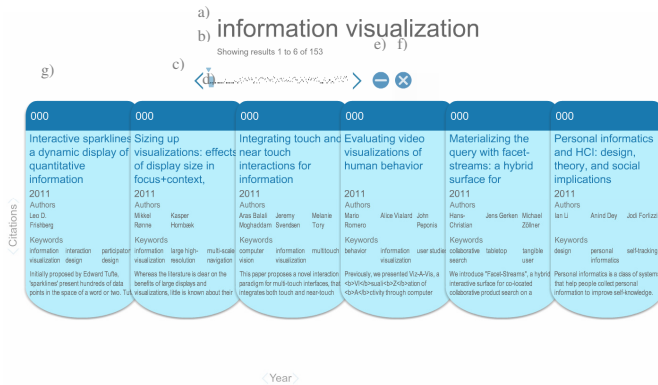 a)
information visualization
b)
Showing results 1 to 6 of 153
e)
f)
c)
g)
d)
Citations
000
Interactive sparklines
a dynamic display of
quantitative
information
2011
Authors
Leo D.
Frishberg
Keywords
information interaction participator
visualization design design
Initially proposed by Edward Tufte,
'sparklines' present hundreds of data
points in the space of a word or two. Tuf
000
Sizing up
visualizations: effects
of display size in
focus+context,
2011
Authors
Mikkel Kasper
Rønne Hornbæk
Keywords
information large high- multi-scale
visualization resolution navigation
Whereas the literature is clear on the
benefits of large displays and
visualizations, little is known about their
000
Integrating touch and
near touch
interactions for
information
2011
Authors
Aras Balali Jeremy Melanie
Moghaddam Svendsen Tory
Keywords
computer information multitouch
vision visualization
This paper proposes a novel interaction
paradigm for multi-touch interfaces, that
integrates both touch and near-touch
000
Evaluating video
visualizations of
human behavior
2011
Authors
Mario Alice Vialard John
Romero Peponis
Keywords
behavior information user studie
visualization
Previously, we presented Viz-A-Vis, a
<b>VI</b>suali<b>Z</b>ation of
<b>A</b>ctivity through computer
000
Materializing the
query with facet-
streams: a hybrid
surface for
2011
Authors
Hans- Jens Gerken Michael
Christian Zöllner
Keywords
collaborative tabletop tangible
search user
We introduce "Facet-Streams", a hybrid
interactive surface for co-located
collaborative product search on a
000
Personal informatics
and HCI: design,
theory, and social
implications
2011
Authors
Ian Li Anind Dey Jodi Forlizzi
Keywords
design personal self-tracking
informatics
Personal informatics is a class of systems
that help people collect personal
information to improve self-knowledge.
Year